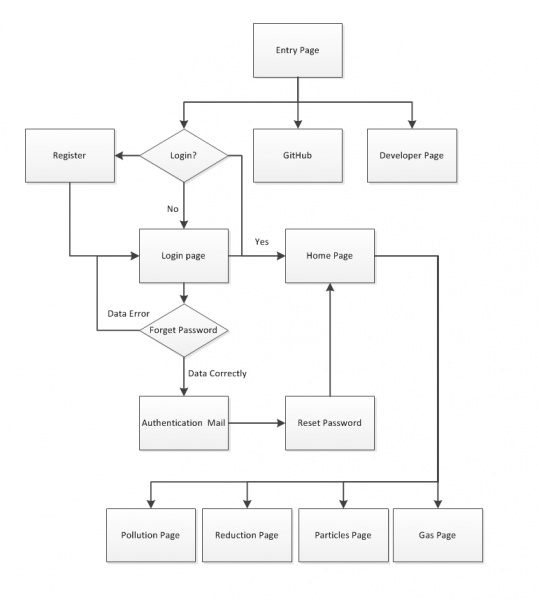 Entry Page
Register
Login?
GitHub
Developer Page
No
Login page
Yes
Home Page
Data Error
Forget Password
Data Correctly
Authentication Mail
Reset Password
Pollution Page
Reduction Page
Particles Page
Gas Page